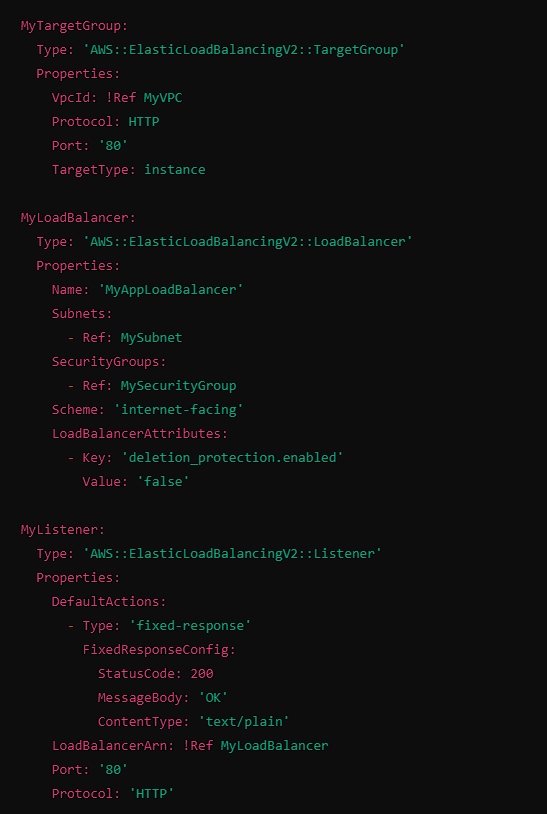 MyTargetGroup:
  Type: 'AWS::ElasticLoadBalancingV2::TargetGroup'
  Properties:
    VpcId: !Ref MyVPC
    Protocol: HTTP
    Port: '80'
    TargetType: instance

MyLoadBalancer:
  Type: 'AWS::ElasticLoadBalancingV2::LoadBalancer'
  Properties:
    Name: 'MyAppLoadBalancer'
    Subnets:
      - Ref: MySubnet
    SecurityGroups:
      - Ref: MySecurityGroup
    Scheme: 'internet-facing'
    LoadBalancerAttributes:
      - Key: 'deletion_protection.enabled'
        Value: 'false'

MyListener:
  Type: 'AWS::ElasticLoadBalancingV2::Listener'
  Properties:
    DefaultActions:
      - Type: 'fixed-response'
        FixedResponseConfig:
          StatusCode: 200
          MessageBody: 'OK'
          ContentType: 'text/plain'
    LoadBalancerArn: !Ref MyLoadBalancer
    Port: '80'
    Protocol: 'HTTP'